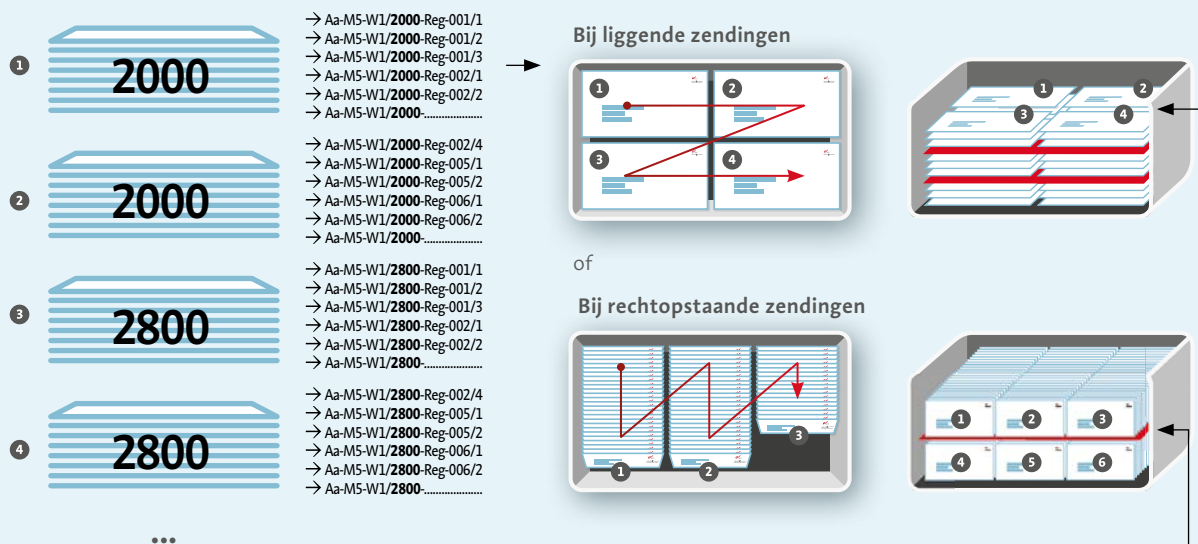 1
2000
→ Aa-M5-W1/2000-Reg-001/1
→ Aa-M5-W1/2000-Reg-001/2
→ Aa-M5-W1/2000-Reg-001/3
→ Aa-M5-W1/2000-Reg-002/1
→ Aa-M5-W1/2000-Reg-002/2
→ Aa-M5-W1/2000-.....................
2
2000
→ Aa-M5-W1/2000-Reg-002/4
→ Aa-M5-W1/2000-Reg-005/1
→ Aa-M5-W1/2000-Reg-005/2
→ Aa-M5-W1/2000-Reg-006/1
→ Aa-M5-W1/2000-Reg-006/2
→ Aa-M5-W1/2000-.....................
3
2800
→ Aa-M5-W1/2800-Reg-001/1
→ Aa-M5-W1/2800-Reg-001/2
→ Aa-M5-W1/2800-Reg-001/3
→ Aa-M5-W1/2800-Reg-002/1
→ Aa-M5-W1/2800-Reg-002/2
→ Aa-M5-W1/2800-.....................
4
2800
→ Aa-M5-W1/2800-Reg-002/4
→ Aa-M5-W1/2800-Reg-005/1
→ Aa-M5-W1/2800-Reg-005/2
→ Aa-M5-W1/2800-Reg-006/1
→ Aa-M5-W1/2800-Reg-006/2
→ Aa-M5-W1/2800-.....................
...
Bij liggende zendingen
1 2
3 4
1 2
3 4
of
Bij rechtopstaande zendingen
1 2 3
1 2 3
4 5 6